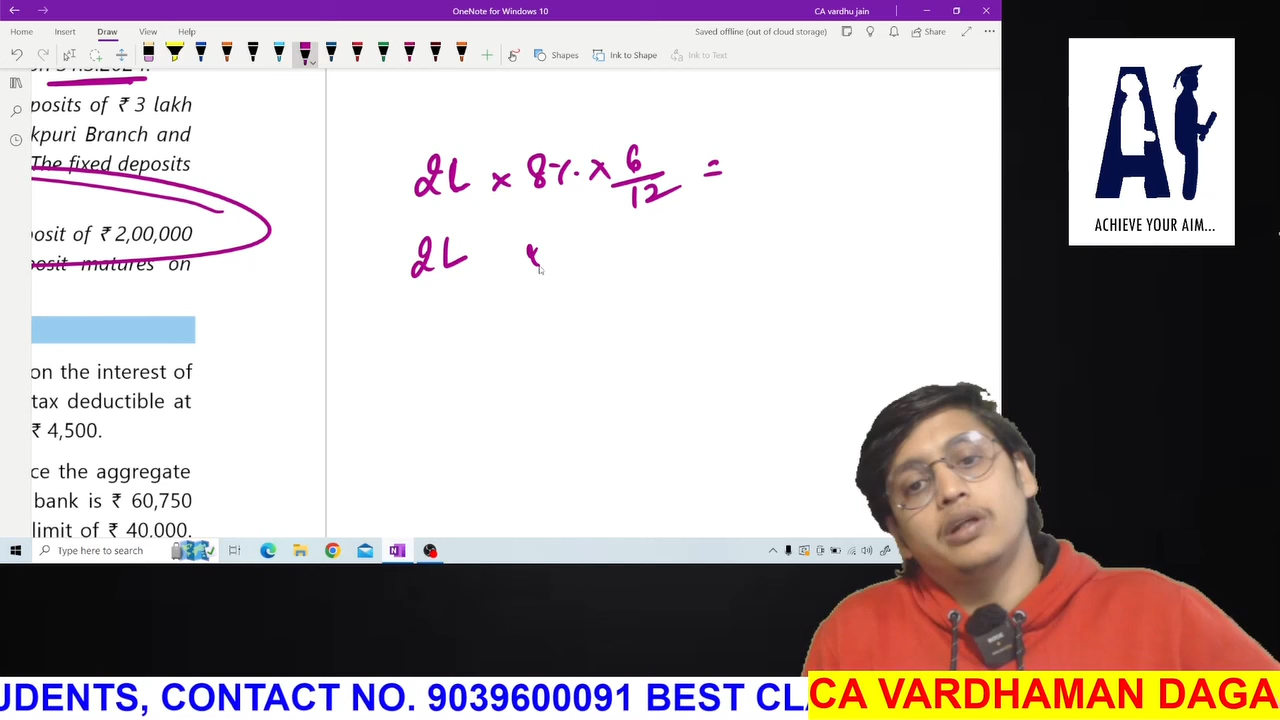 OneNote for Windows 10
CA vardhu jain
Home Insert Draw View Help
Saved offline (out of cloud storage)
Share
Shapes
Ink to Shape
Ink to Text
posits of ₹ 3 lakh
kpuri Branch and
The fixed deposits
posit of ₹ 2,00,000
posit matures on
on the interest of
tax deductible at
₹ 4,500.
ce the aggregate
bank is ₹ 60,750
limit of ₹ 40,000.
2L × 8% × 6/12 =
2L ×
ACHIEVE YOUR AIM...
Type here to search
UDENTS, CONTACT NO. 9039600091 BEST CL
CA VARDHAMAN DAGA